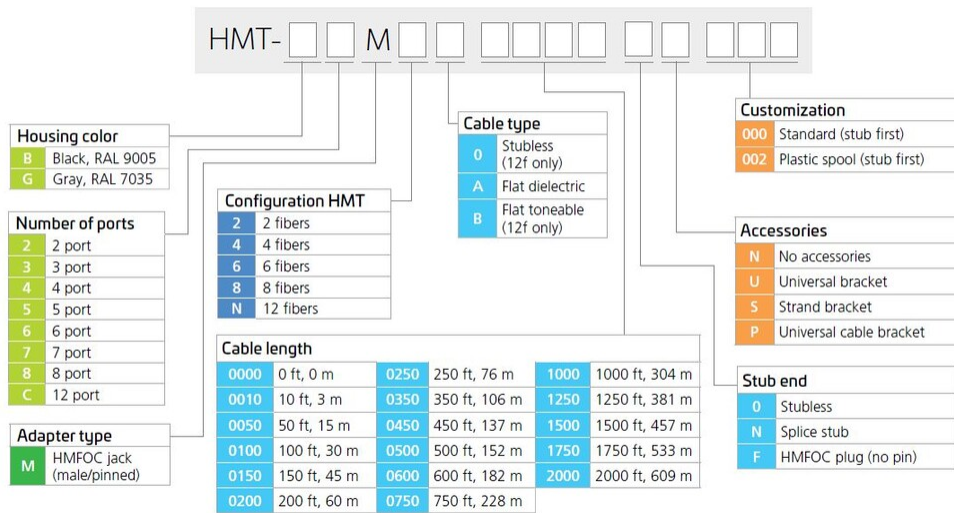 HMT- M
Housing color
B Black, RAL 9005
G Gray, RAL 7035
Number of ports
2 2 port
3 3 port
4 4 port
5 5 port
6 6 port
7 7 port
8 8 port
C 12 port
Adapter type
M HMFOC jack
(male/pinned)
Configuration HMT
2 2 fibers
4 4 fibers
6 6 fibers
8 8 fibers
N 12 fibers
Cable type
0 Stubless
(12f only)
A Flat dielectric
B Flat toneable
(12f only)
Cable length
0000 0 ft, 0 m 0250 250 ft, 76 m 1000 1000 ft, 304 m
0010 10 ft, 3 m 0350 350 ft, 106 m 1250 1250 ft, 381 m
0050 50 ft, 15 m 0450 450 ft, 137 m 1500 1500 ft, 457 m
0100 100 ft, 30 m 0500 500 ft, 152 m 1750 1750 ft, 533 m
0150 150 ft, 45 m 0600 600 ft, 182 m 2000 2000 ft, 609 m
0200 200 ft, 60 m 0750 750 ft, 228 m
Customization
000 Standard (stub first)
002 Plastic spool (stub first)
Accessories
N No accessories
U Universal bracket
S Strand bracket
P Universal cable bracket
Stub end
0 Stubless
N Splice stub
F HMFOC plug (no pin)